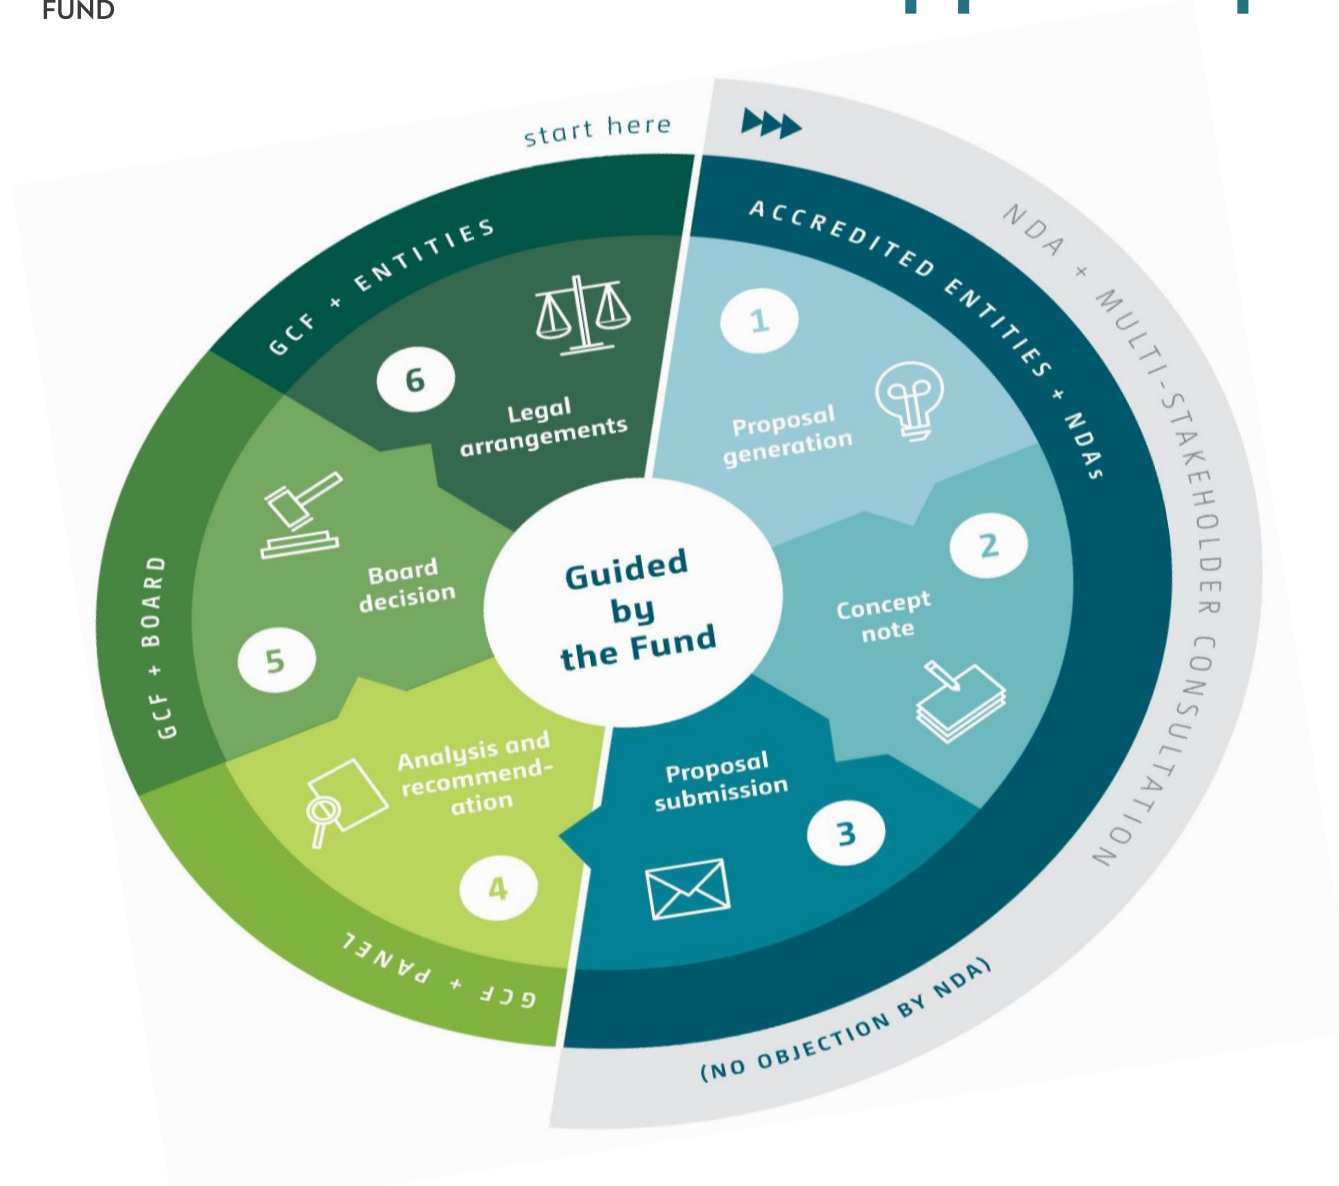 FUND
start here
NDA + MULTI-STAKEHOLDER CONSULTATION
(NO OBJECTION BY NDA)
ACCREDITED ENTITIES + NDAs
1
Proposal
generation
2
Concept
note
3
Proposal
submission
GCF + PANEL
4
Analysis and
recommend-
ation
GCF + BOARD
5
Board
decision
GCF + ENTITIES
6
Legal
arrangements
Guided
by
the Fund